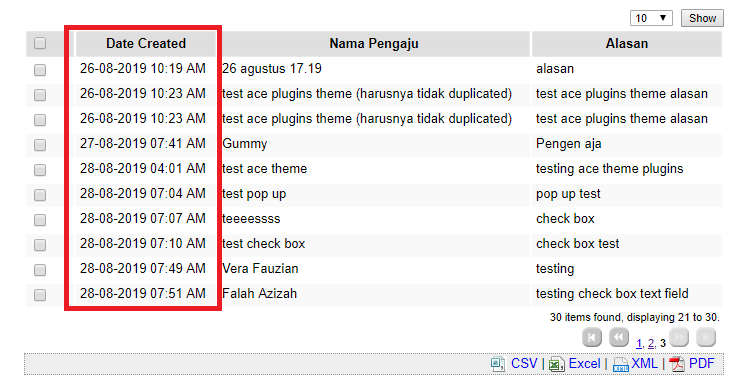 10 Show
Date Created Nama Pengaju Alasan
26-08-2019 10:19 AM 26 agustus 17.19 alasan
26-08-2019 10:23 AM test ace plugins theme (harusnya tidak duplicated) test ace plugins theme alasan
26-08-2019 10:23 AM test ace plugins theme (harusnya tidak duplicated) test ace plugins theme alasan
27-08-2019 07:41 AM Gummy Pengen aja
28-08-2019 04:01 AM test ace theme testing ace theme plugins
28-08-2019 07:04 AM test pop up pop up test
28-08-2019 07:07 AM teeeessss check box
28-08-2019 07:10 AM test check box check box test
28-08-2019 07:49 AM Vera Fauzian testing
28-08-2019 07:51 AM Falah Azizah testing check box text field
30 items found, displaying 21 to 30.
1, 2, 3
CSV | Excel | XML | PDF